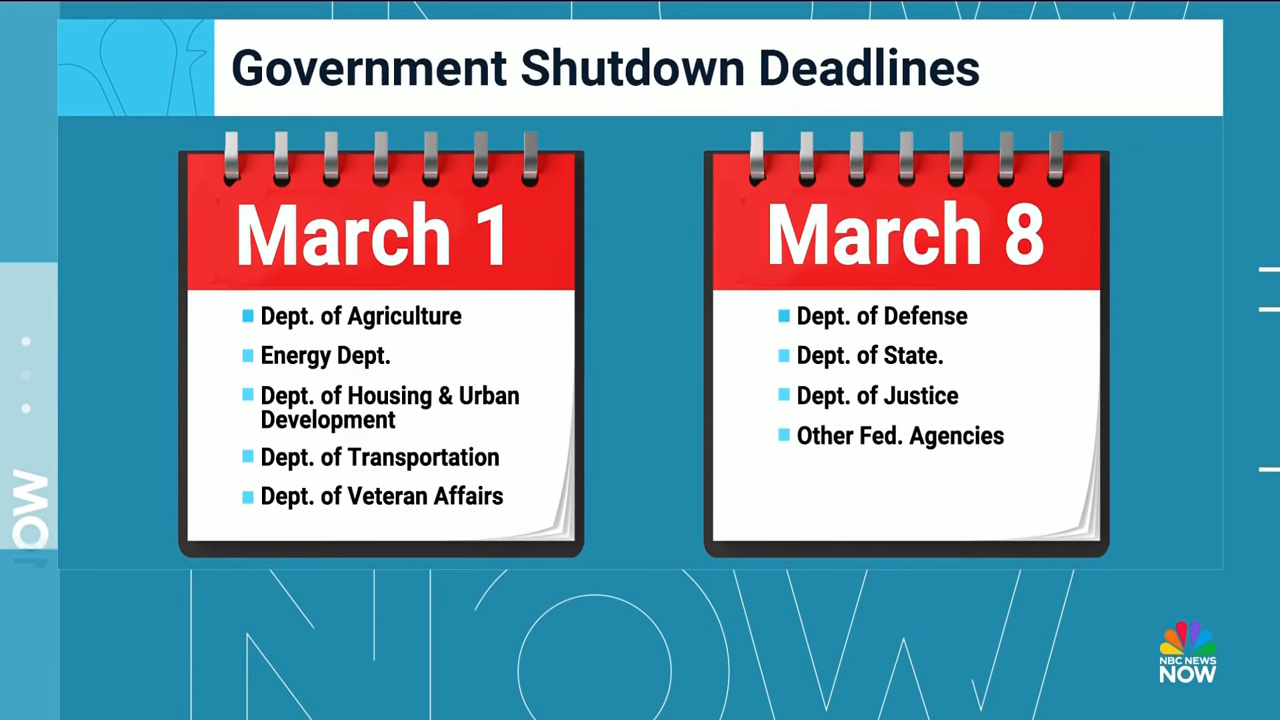 Government Shutdown Deadlines
March 1
Dept. of Agriculture
Energy Dept.
Dept. of Housing & Urban
Development
Dept. of Transportation
Dept. of Veteran Affairs
March 8
Dept. of Defense
Dept. of State.
Dept. of Justice
Other Fed. Agencies
NOW
NOW
NBC NEWS
NOW